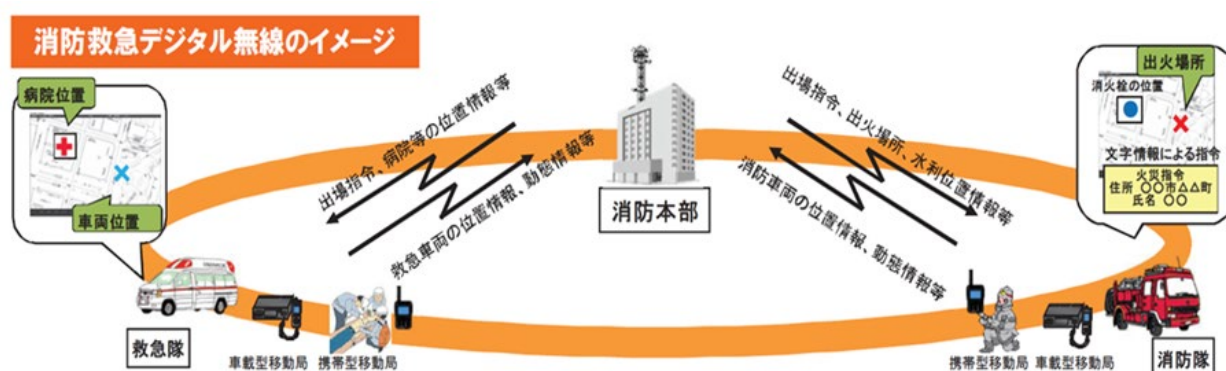 消防救急デジタル無線のイメージ
病院位置
車両位置
出場指令、病院等の位置情報等
救急車両の位置情報、動態情報等
消防本部
出場指令、出火場所、水利位置情報等
消防車両の位置情報、動態情報等
出火場所
消火栓の位置
文字情報による指令
火災指令
住所 〇〇市△△町
氏名 〇〇
救急隊
車載型移動局
携帯型移動局
携帯型移動局
車載型移動局
消防隊